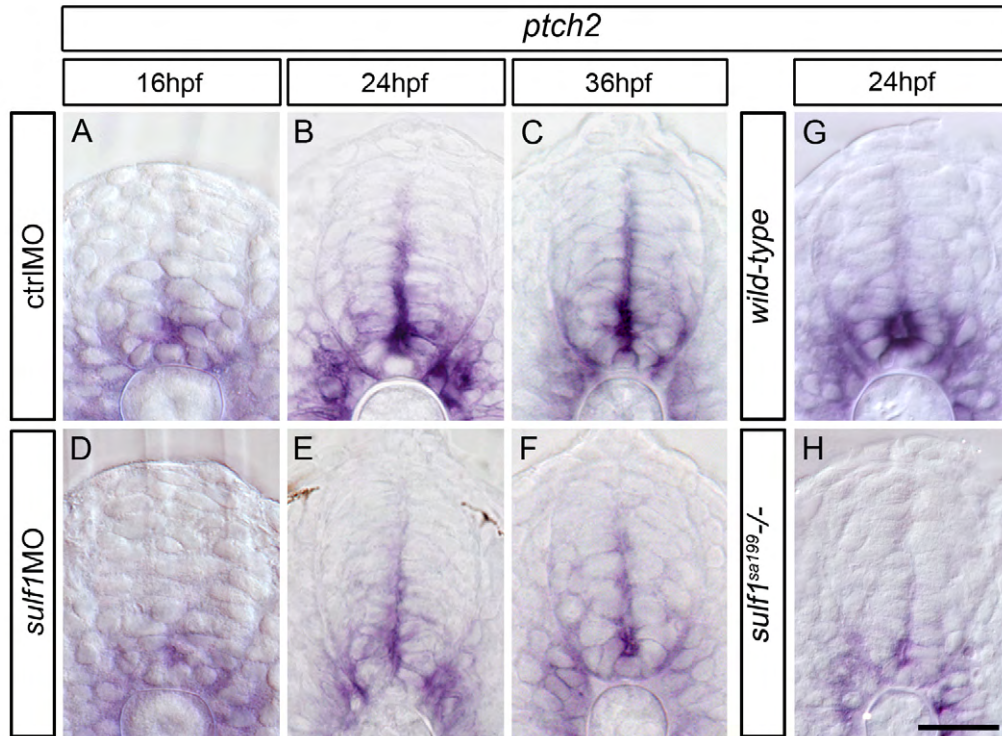 ptch2
16hpf 24hpf 36hpf 24hpf
ctrlMO
A B C
wild-type
G
sulf1MO
D E F
sulf1sa199-/-
H